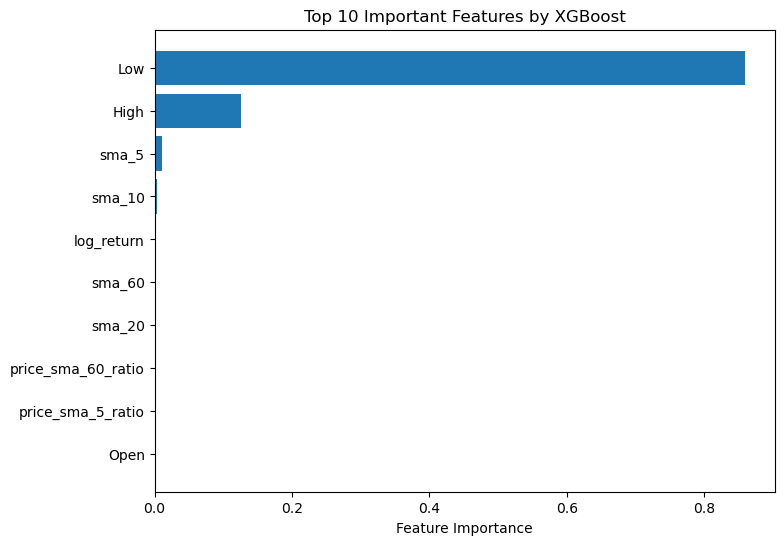 Top 10 Important Features by XGBoost
Low
High
sma_5
sma_10
log_return
sma_60
sma_20
price_sma_60_ratio
price_sma_5_ratio
Open
0.0 0.2 0.4 0.6 0.8
Feature Importance